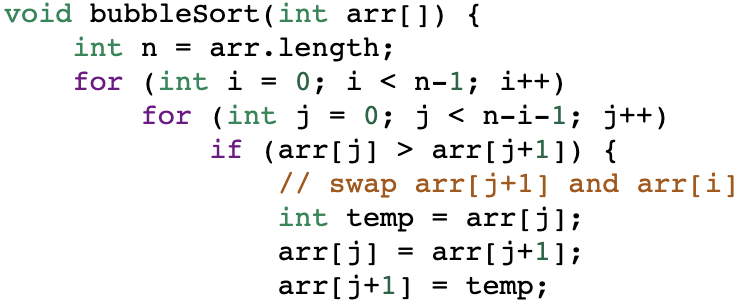 void bubbleSort(int arr[]) {
    int n = arr.length;
    for (int i = 0; i < n-1; i++)
        for (int j = 0; j < n-i-1; j++)
            if (arr[j] > arr[j+1]) {
                // swap arr[j+1] and arr[i]
                int temp = arr[j];
                arr[j] = arr[j+1];
                arr[j+1] = temp;